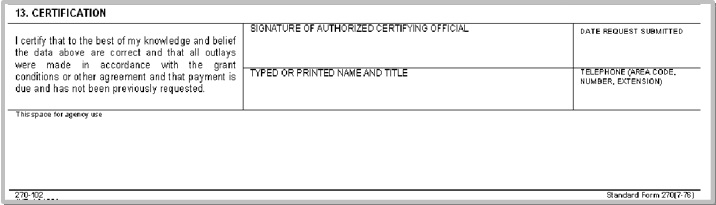 13. CERTIFICATION
I certify that to the best of my knowledge and belief
the data above are correct and that all outlays
were made in accordance with the grant
conditions or other agreement and that payment is
due and has not been previously requested.
SIGNATURE OF AUTHORIZED CERTIFYING OFFICIAL
DATE REQUEST SUBMITTED
TYPED OR PRINTED NAME AND TITLE
TELEPHONE (AREA CODE,
NUMBER, EXTENSION)
This space for agency use
270-102
Standard Form 270(7-76)